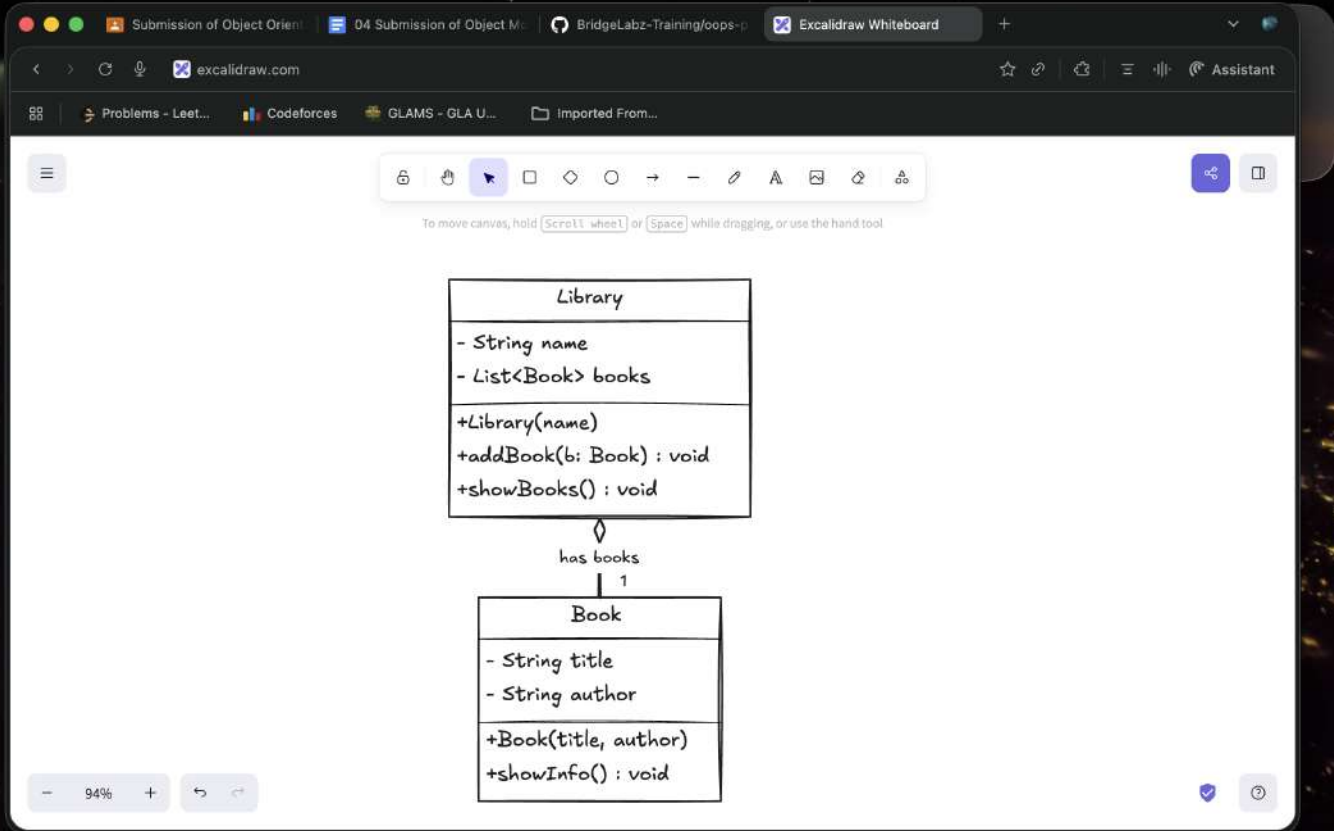 Submission of Object Orient
04 Submission of Object Mo
BridgeLabz-Training/oops-p
Excalidraw Whiteboard
excalidraw.com
Assistant
Problems - Leet...
Codeforces
GLAMS - GLA U...
Imported From...
To move canvas, hold Scroll wheel or Space while dragging, or use the hand tool
Library
- String name
- List<Book> books
+Library(name)
+addBook(b: Book) : void
+showBooks() : void
has books
1
Book
- String title
- String author
+Book(title, author)
+showInfo() : void
94%